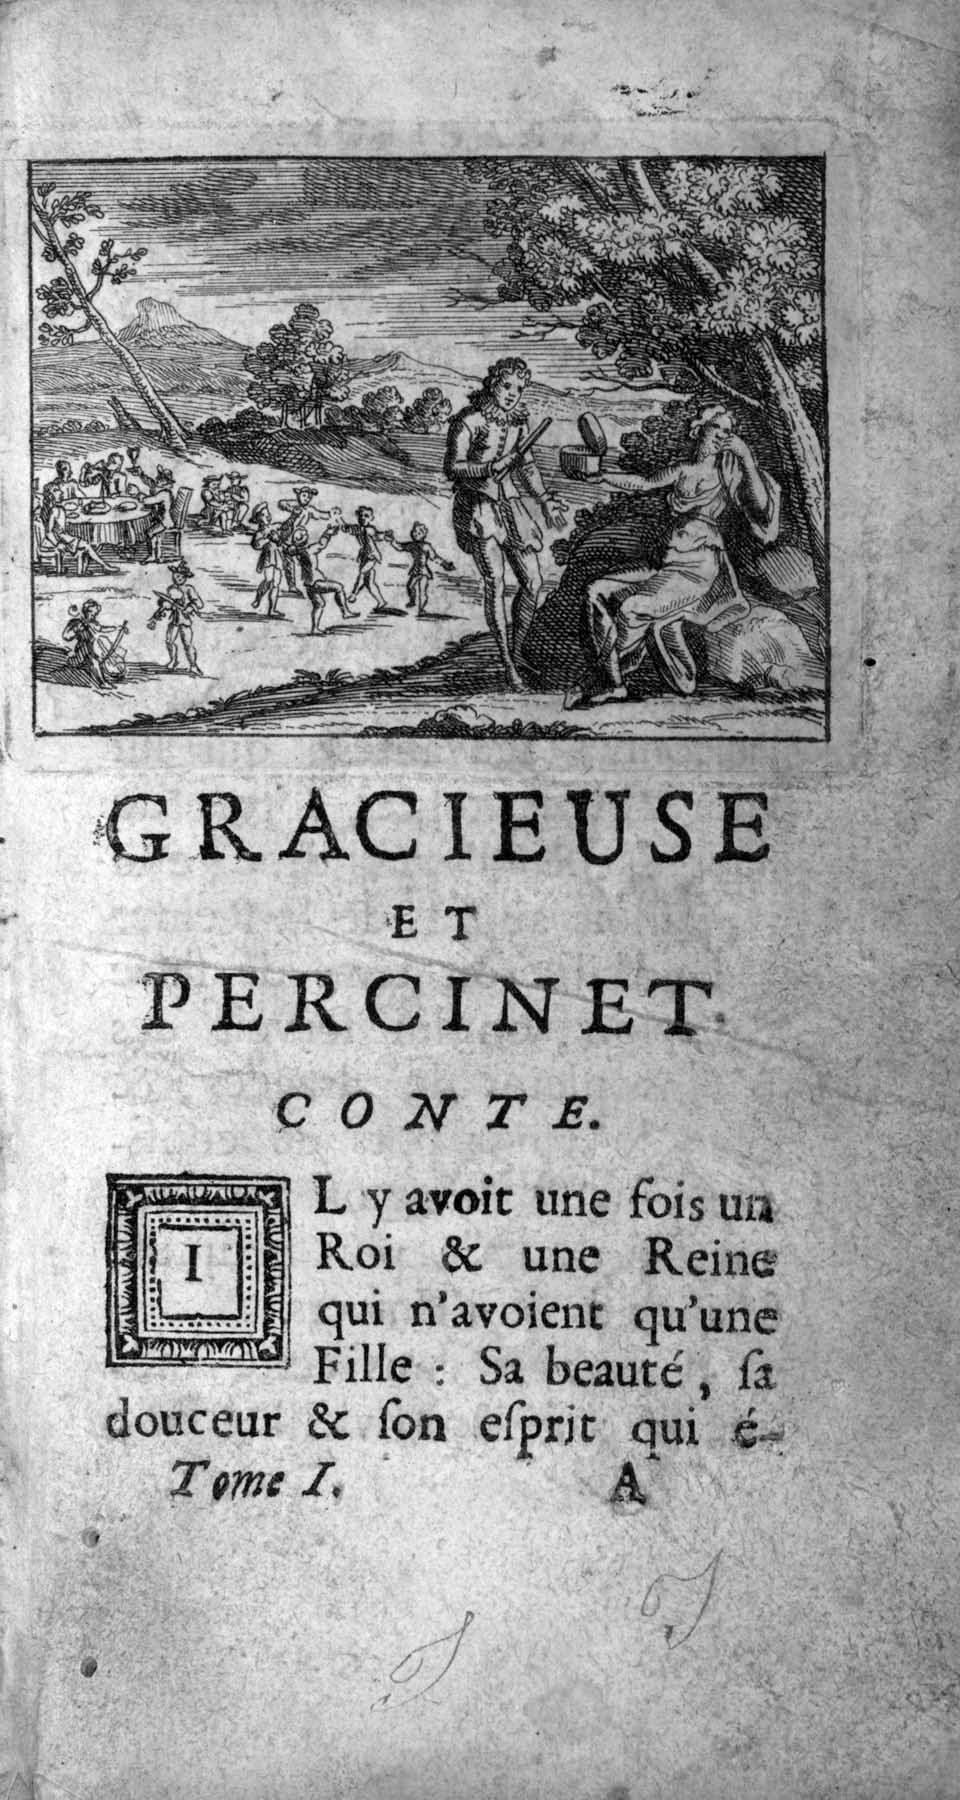 GRACIEUSE
ET
PERCINET.
CONTE.
IL y avoit une fois un
Roi & une Reine
qui n'avoient qu'une
Fille : Sa beauté, ſa
douceur & ſon eſprit qui é-
Tome I. A